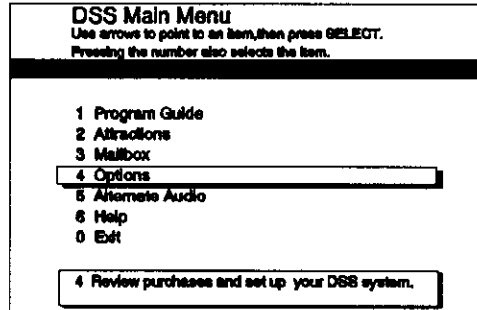 DSS Main Menu
Use arrows to point to an item,then press SELECT.
Pressing the number also selects the item.
1 Program Guide
2 Attractions
3 Mailbox
4 Options
5 Alternate Audio
6 Help
0 Exit
4 Review purchases and set up your DSS system.